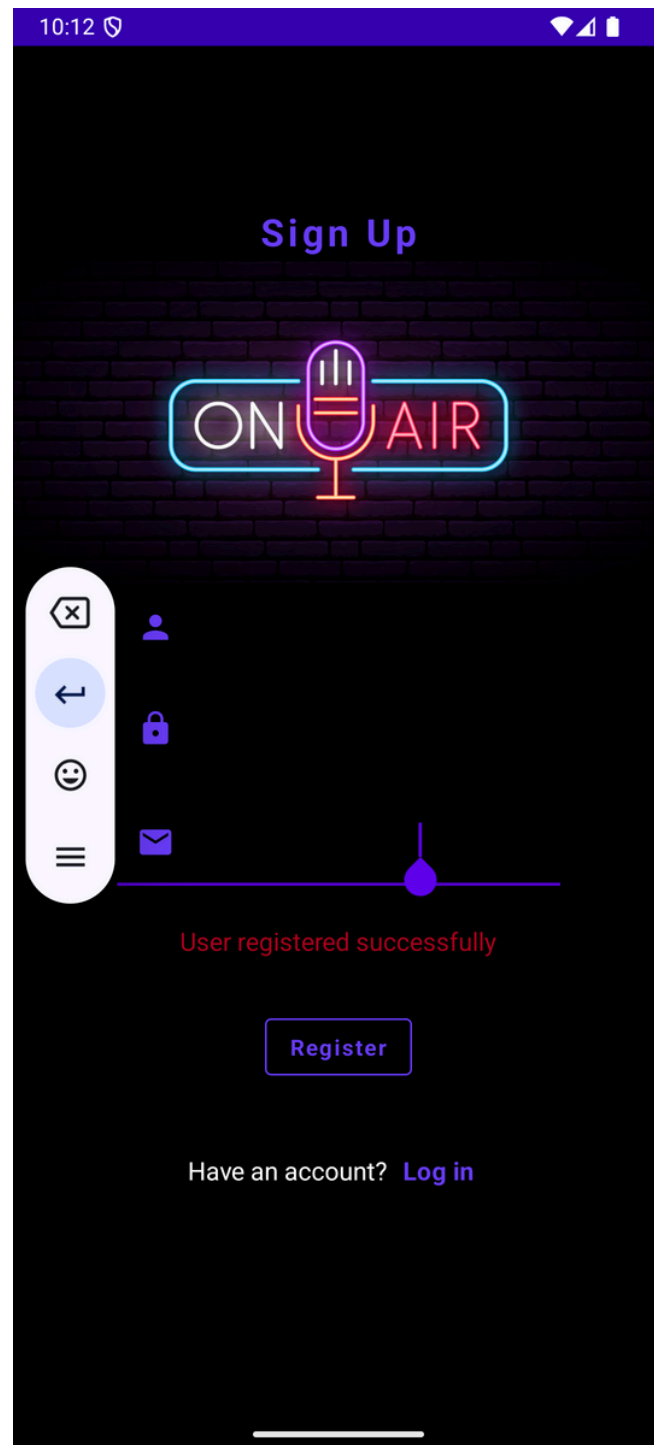 10:12
Sign Up
ON AIR
User registered successfully
Register
Have an account? Log in